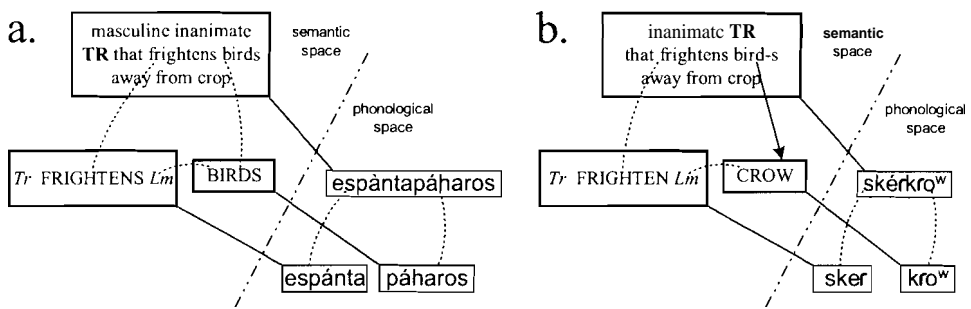 a.
masculine inanimate
TR that frightens birds
away from crop
semantic
space
phonological
space
Tr FRIGHTENS Lm
BIRDS
espàntapáharos
espánta
páharos
b.
inanimate TR
that frightens bird-s
away from crop
semantic
space
phonological
space
Tr FRIGHTEN Lm
CROW
skérkroʷ
sker
kroʷ